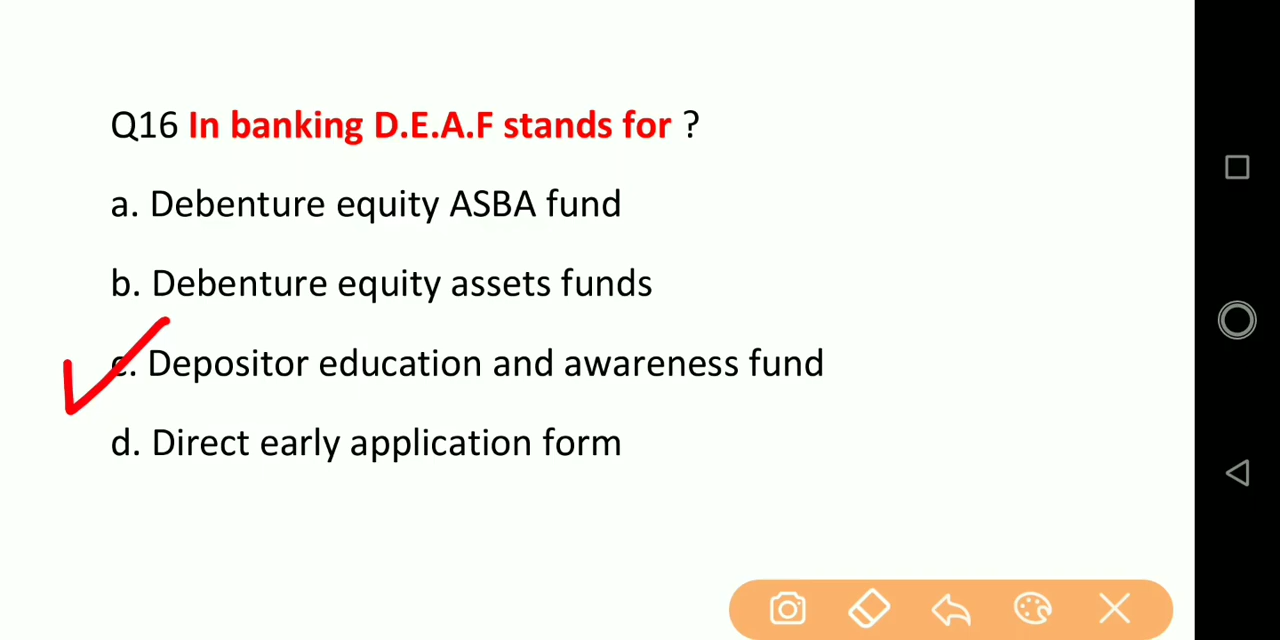 Q16 In banking D.E.A.F stands for ?
a. Debenture equity ASBA fund
b. Debenture equity assets funds
c. Depositor education and awareness fund
d. Direct early application form